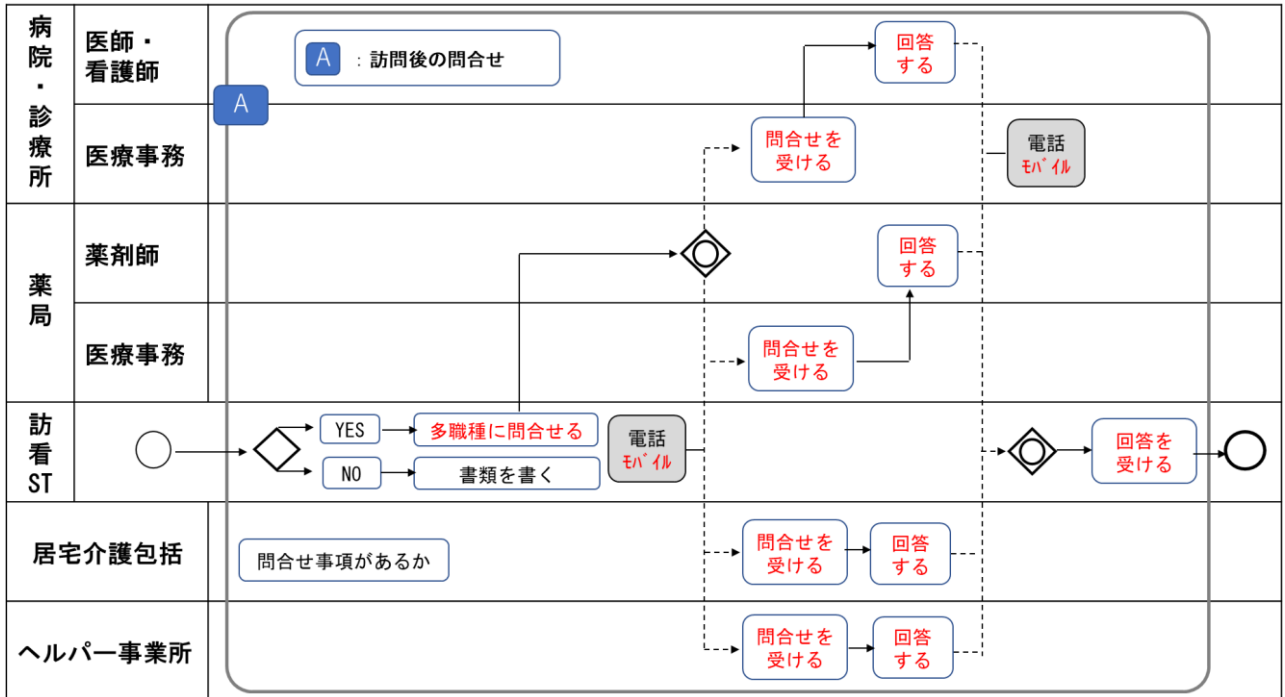 病院・診療所
医師・
看護師
A
：訪問後の問合せ
回答
する
A
医療事務
問合せを
受ける
電話
ﾓﾊﾞｲﾙ
薬局
薬剤師
回答
する
医療事務
問合せを
受ける
訪看ST
YES
多職種に問合せる
NO
書類を書く
電話
ﾓﾊﾞｲﾙ
回答を
受ける
居宅介護包括
問合せ事項があるか
問合せを
受ける
回答
する
ヘルパー事業所
問合せを
受ける
回答
する